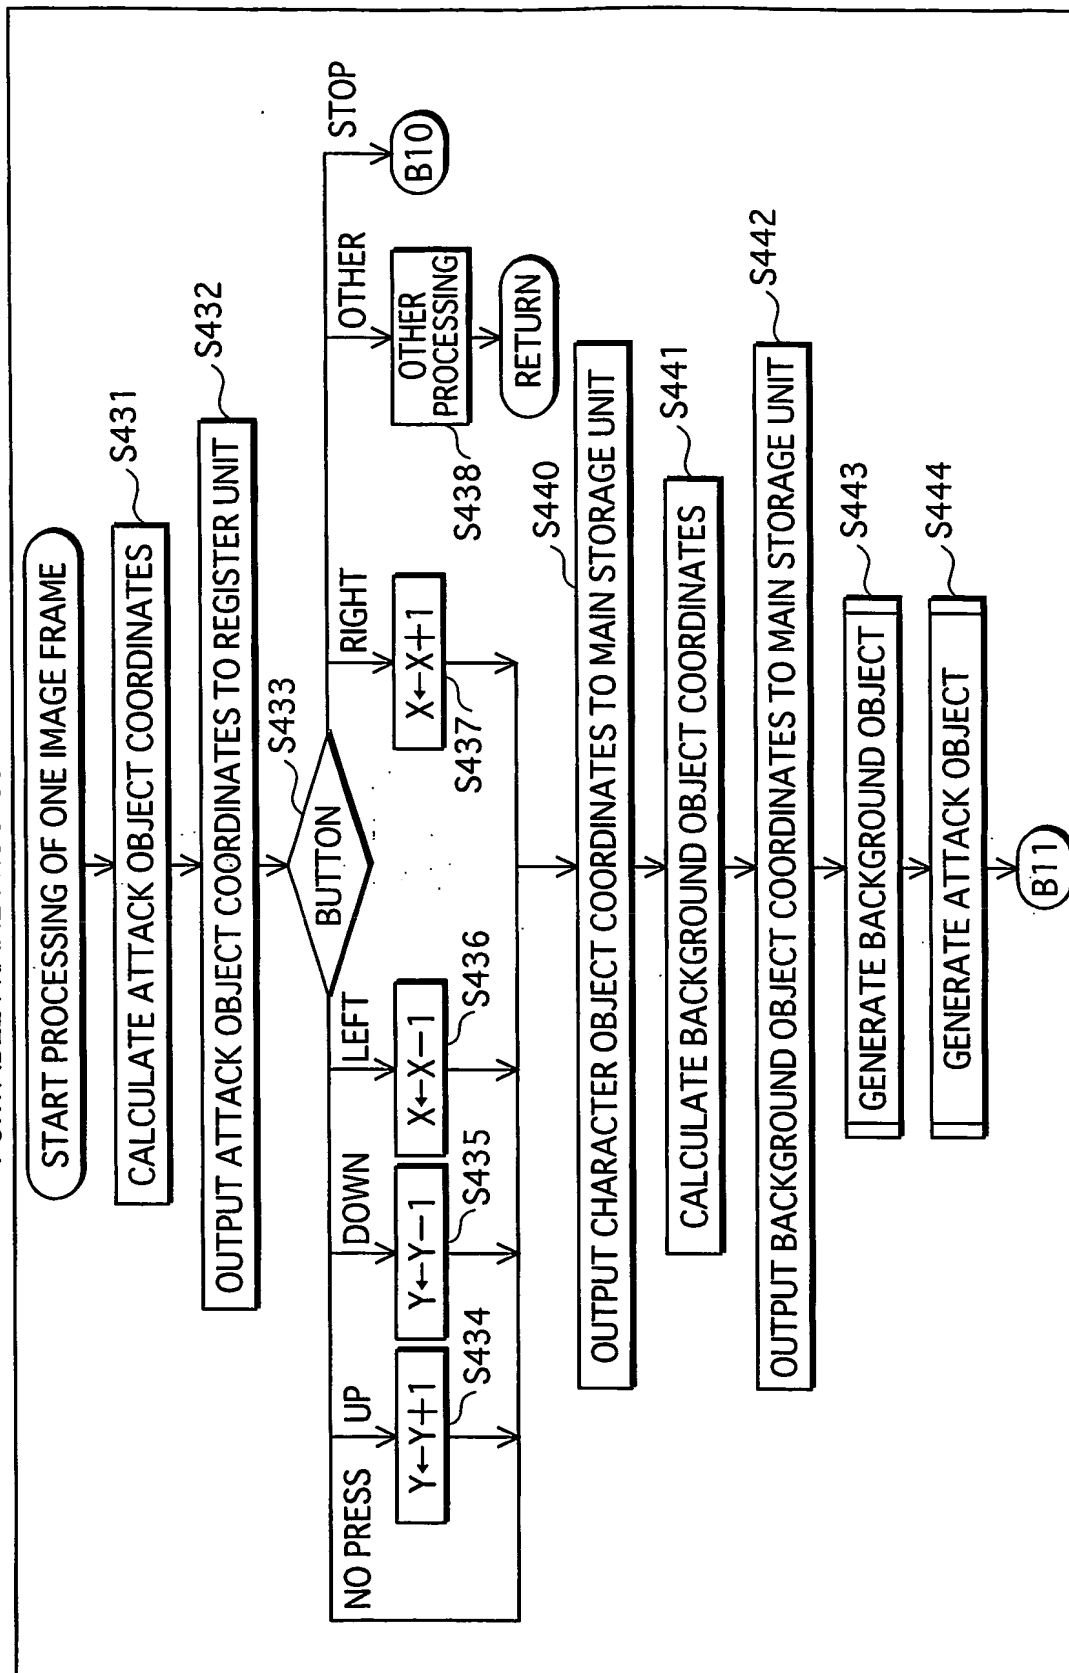 START PROCESSING OF ONE IMAGE FRAME
CALCULATE ATTACK OBJECT COORDINATES
S431
OUTPUT ATTACK OBJECT COORDINATES TO REGISTER UNIT
S432
BUTTON
S433
NO PRESS
UP
DOWN
LEFT
RIGHT
OTHER
STOP
Y←Y+1
S434
Y←Y−1
S435
X←X−1
S436
X←X+1
S437
OTHER
PROCESSING
S438
B10
RETURN
OUTPUT CHARACTER OBJECT COORDINATES TO MAIN STORAGE UNIT
S440
CALCULATE BACKGROUND OBJECT COORDINATES
S441
OUTPUT BACKGROUND OBJECT COORDINATES TO MAIN STORAGE UNIT
S442
GENERATE BACKGROUND OBJECT
S443
GENERATE ATTACK OBJECT
S444
B11